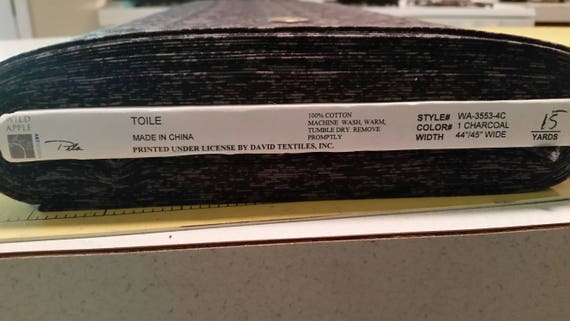 WILD
APPLE
TOILE
MADE IN CHINA
PRINTED UNDER LICENSE BY DAVID TEXTILES, INC.
100% COTTON
MACHINE WASH, WARM,
TUMBLE DRY. REMOVE
PROMPTLY
STYLE# WA-3553-4C
COLOR# 1 CHARCOAL
WIDTH 44"/45" WIDE
15
YARDS